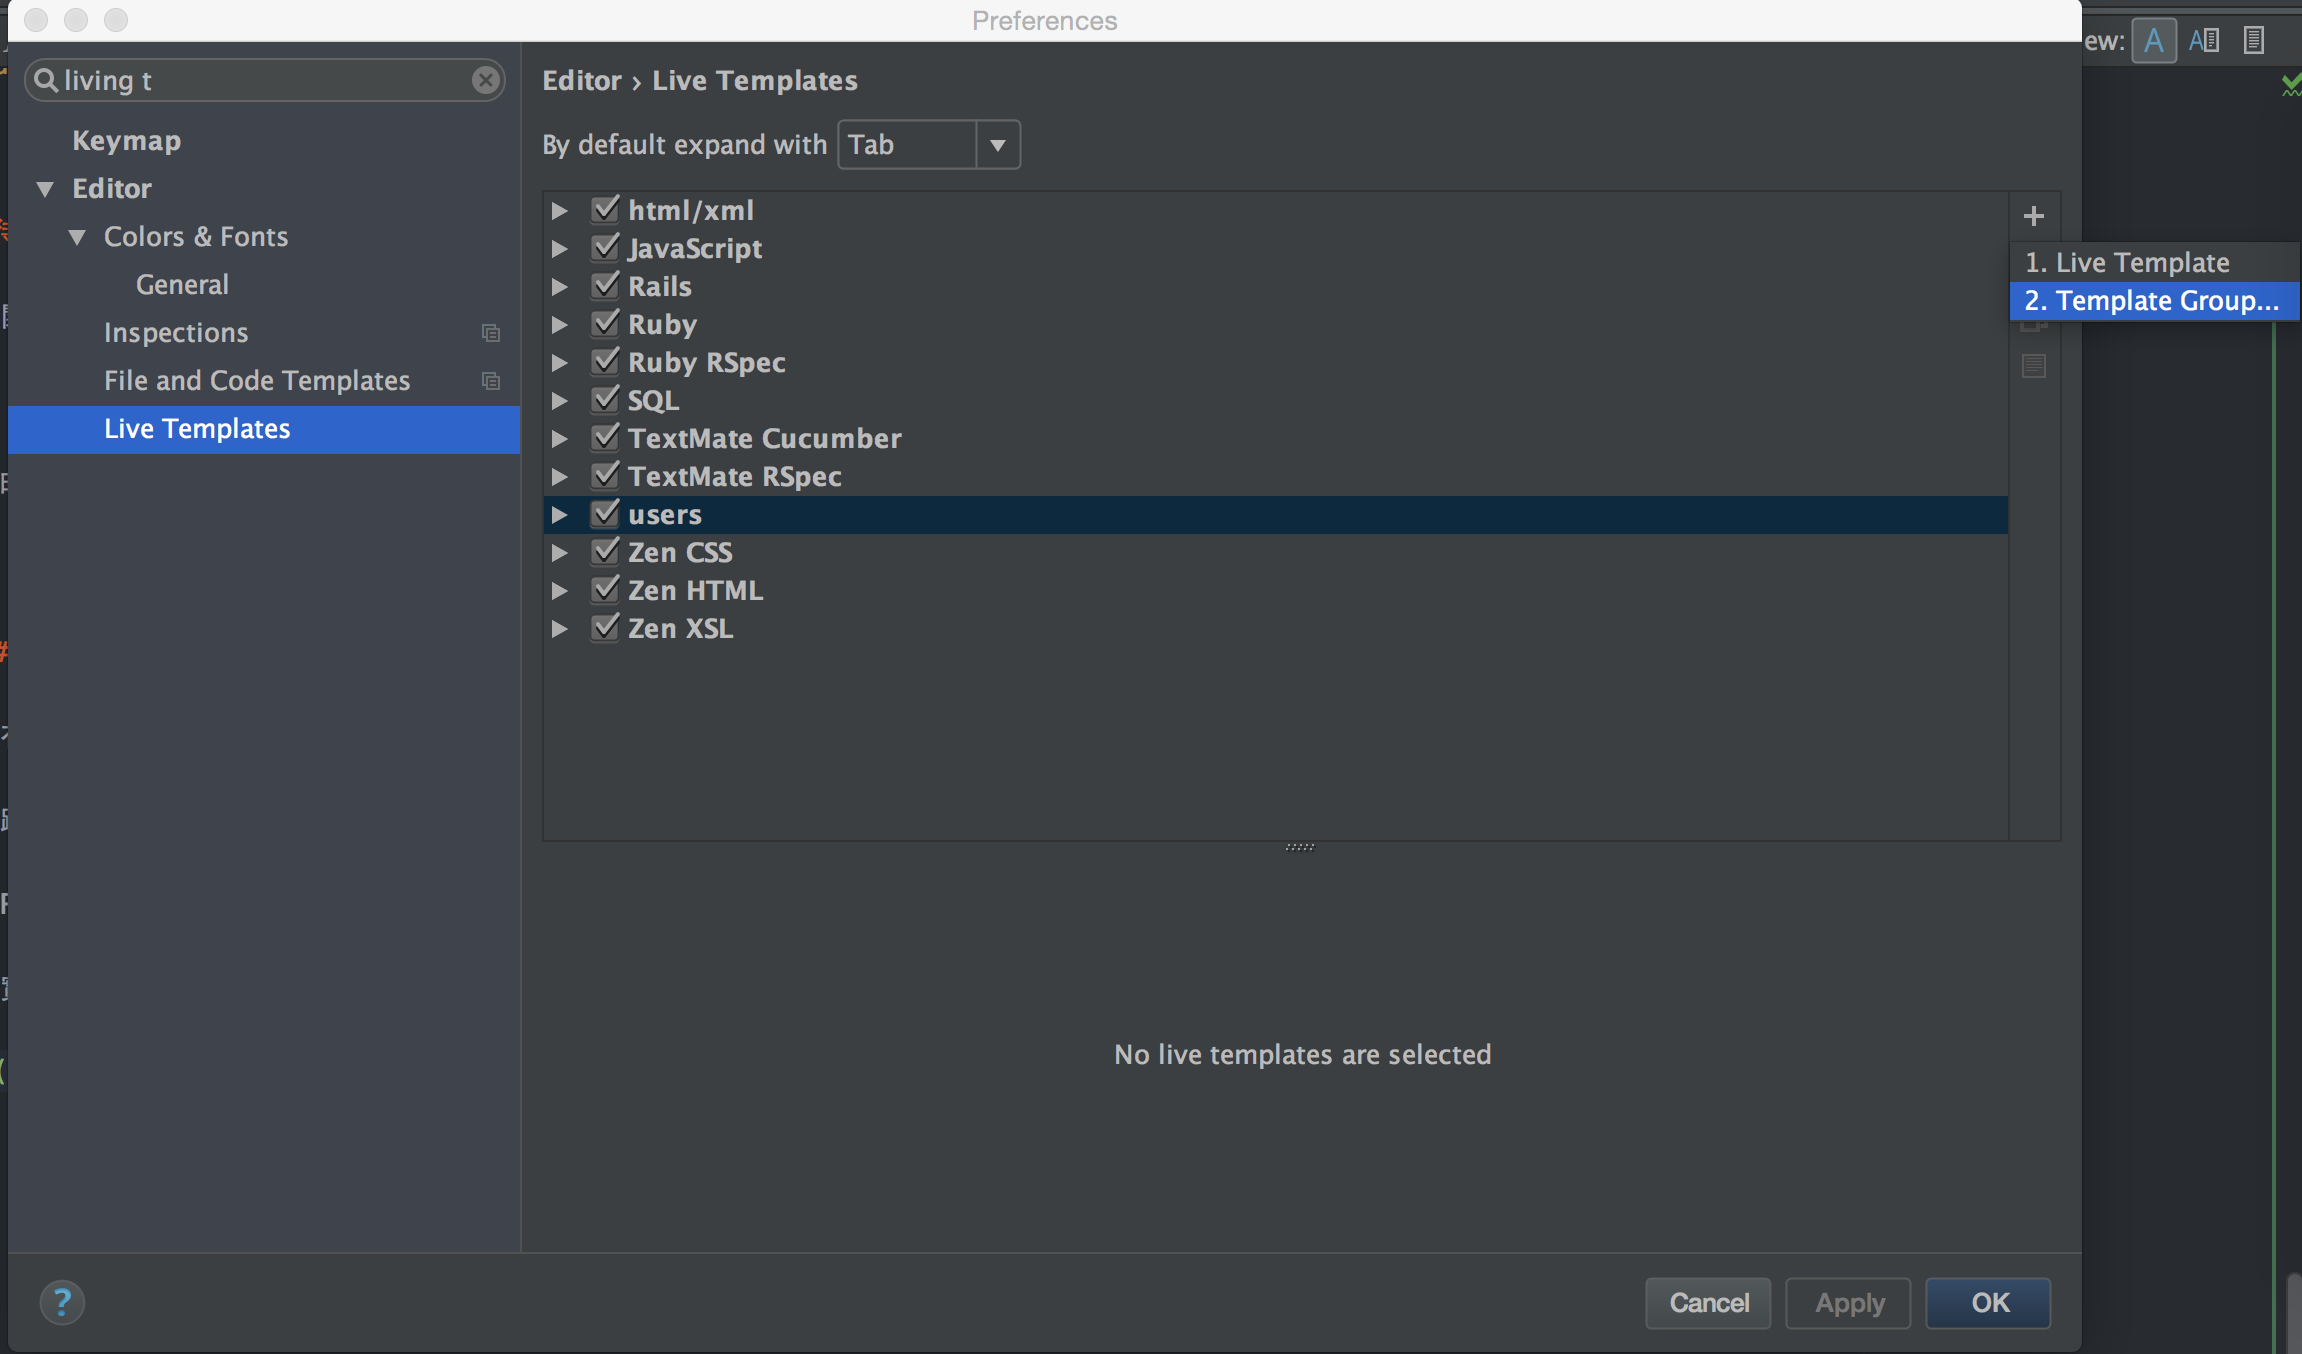 Preferences
ew:
living t
Keymap
Editor
Colors & Fonts
General
Inspections
File and Code Templates
Live Templates
Editor › Live Templates
By default expand with Tab
html/xml
JavaScript
Rails
Ruby
Ruby RSpec
SQL
TextMate Cucumber
TextMate RSpec
users
Zen CSS
Zen HTML
Zen XSL
1. Live Template
2. Template Group...
No live templates are selected
?
Cancel
Apply
OK